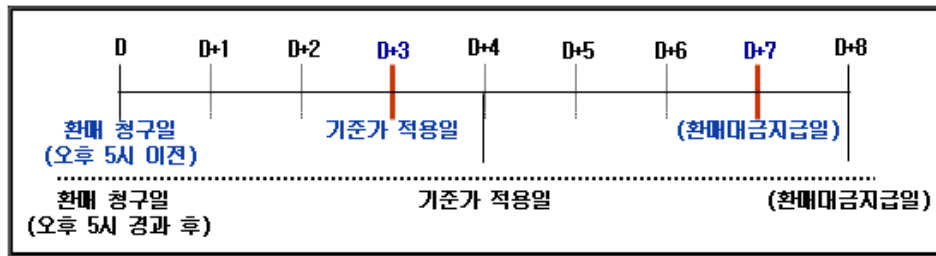 D D+1 D+2 D+3 D+4 D+5 D+6 D+7 D+8
환매 청구일 기준가 적용일 (환매대금지급일)
(오후 5시 이전)
환매 청구일 기준가 적용일 (환매대금지급일)
(오후 5시 경과 후)